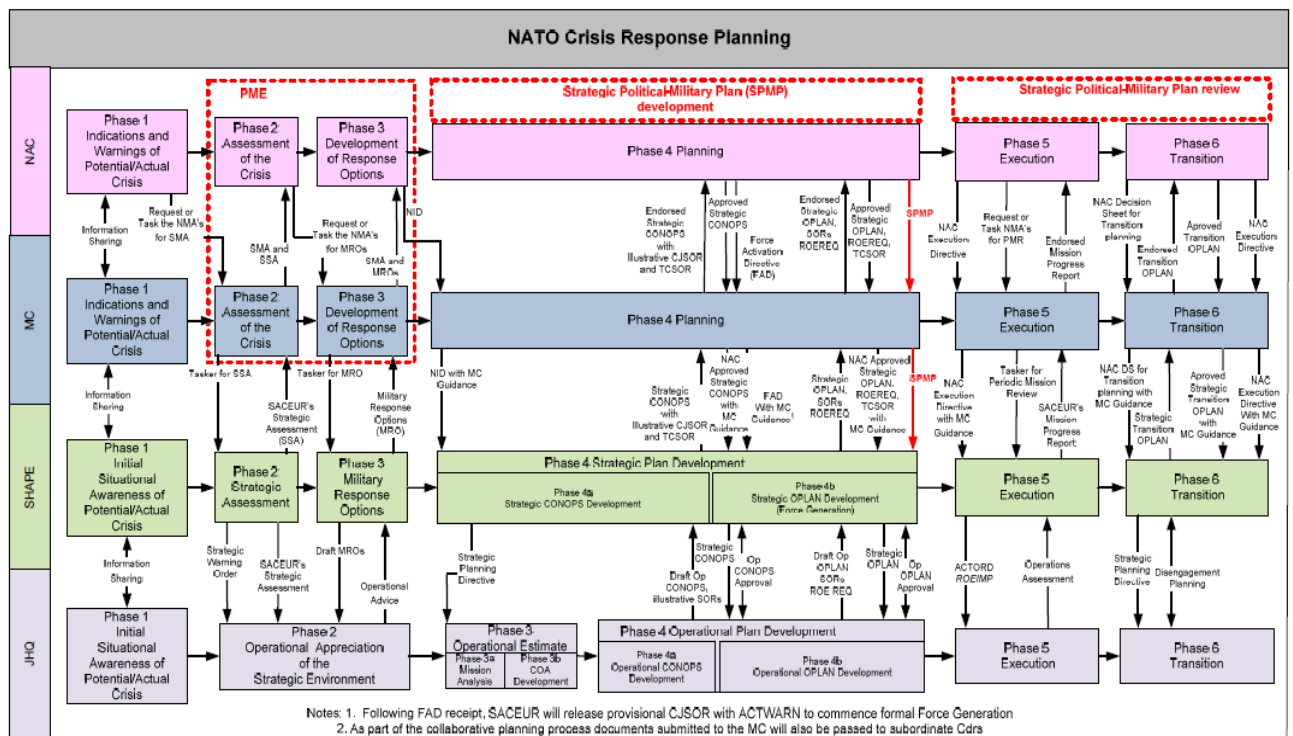 NATO Crisis Response Planning
NAC
PME
Strategic Political-Military Plan (SPMP)
development
Strategic Political-Military Plan review
Phase 1
Indications and
Warnings of
Potential/Actual
Crisis
Phase 2
Assessment
of the
Crisis
Phase 3
Development
of Response
Options
Phase 4 Planning
Phase 5
Execution
Phase 6
Transition
Information
Sharing
Request or
Task the NMA's
for SMA
SMA and
SSA
Request or
Task the NMA's
for MROs
SMA and
MROs
NID
Endorsed
Strategic
CONOPS
with
Illustrative CJSOR
and TCSOR
Approved
Strategic
CONOPS
Force
Activation
Directive
(FAD)
Endorsed
Strategic
OPLAN,
SORs
ROEREQ
Approved
Strategic
OPLAN,
ROEREQ,
TCSOR
SPMP
NAC
Execution
Directive
Request or
Task NMA's
for PMR
Endorsed
Mission
Progress
Report
NAC Decision
Sheet for
Transition
planning
Endorsed
Transition
OPLAN
Aproved
Transition
OPLAN
NAC
Execution
Directive
MC
Phase 1
Indications and
Warnings of
Potential/Actual
Crisis
Phase 2
Assessment
of the
Crisis
Phase 3
Development
of Response
Options
Phase 4 Planning
Phase 5
Execution
Phase 6
Transition
Information
Sharing
Tasker for SSA
SACEUR's
Strategic
Assessment
(SSA)
Tasker for MRO
Military
Response
Options
(MRO)
NID with MC
Guidance
Strategic
CONOPS
with
Illustrative CJSOR
and TCSOR
NAC
Approved
Strategic
CONOPS
with MC
Guidance
FAD
With MC
Guidance¹
Strategic
OPLAN,
SORs
ROEREQ
NAC Approved
Strategic
OPLAN,
ROEREQ,
TCSOR
with MC
Guidance
SPMP
NAC
Execution
Directive
with MC
Guidance
Tasker for
Periodic Mission
Review
SACEUR's
Mission
Progress
Report
NAC DS for
Transition
planning with
MC Guidance
Strategic
Transition
OPLAN
Aproved
Strategic
Transition
OPLAN
with
MC Guidance
NAC
Execution
Directive
With MC
Guidance
SHAPE
Phase 1
Initial
Situational
Awareness of
Potential/Actual
Crisis
Phase 2
Strategic
Assessment
Phase 3
Military
Response
Options
Phase 4 Strategic Plan Development
Phase 4a
Strategic CONOPS Development
Phase 4b
Strategic OPLAN Development
(Force Generation)
Phase 5
Execution
Phase 6
Transition
Information
Sharing
Strategic
Warning
Order
SACEUR's
Strategic
Assessment
Draft MROs
Operational
Advice
Strategic
Planning
Directive
Draft Op
CONOPS,
illustrative SORs
Strategic
CONOPS
Op
CONOPS
Approval
Draft Op
OPLAN
SORs
ROE REQ
Strategic
OPLAN
Op
OPLAN
Approval
ACTORD
ROEIMP
Operations
Assessment
Strategic
Planning
Directive
Disengagement
Planning
JHQ
Phase 1
Initial
Situational
Awareness of
Potential/Actual
Crisis
Phase 2
Operational Appreciation
of the
Strategic Environment
Phase 3
Operational Estimate
Phase 3a
Mission
Analysis
Phase 3b
COA
Development
Phase 4 Operational Plan Development
Phase 4a
Operational CONOPS
Development
Phase 4b
Operational OPLAN Development
Phase 5
Execution
Phase 6
Transition
Notes: 1. Following FAD receipt, SACEUR will release provisional CJSOR with ACTWARN to commence formal Force Generation
2. As part of the collaborative planning process documents submitted to the MC will also be passed to subordinate Cdrs